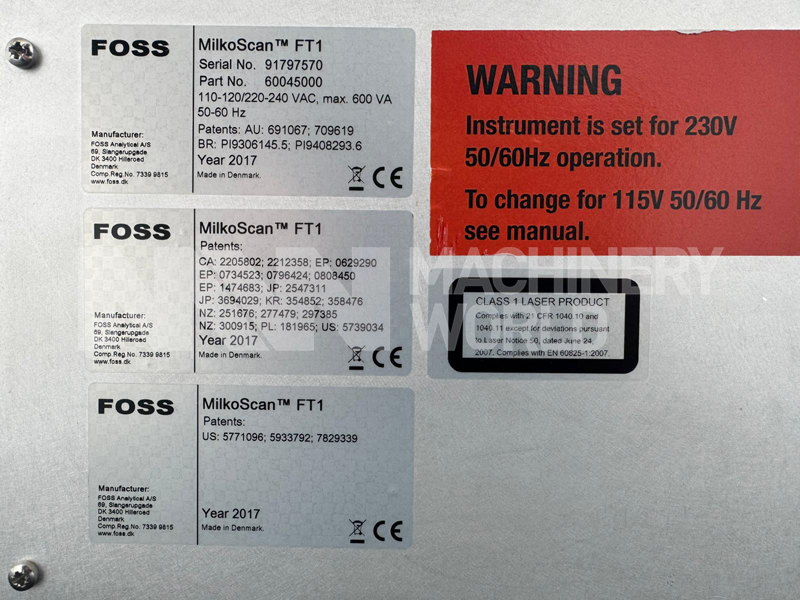 FOSS
MilkoScan™ FT1
Serial No. 91797570
Part No. 60045000
110-120/220-240 VAC, max. 600 VA
50-60 Hz
Patents: AU: 691067; 709619
BR: PI9306145.5; PI9408293.6
Year 2017
Made in Denmark.
Manufacturer:
FOSS Analytical A/S
69, Slangerupgade
DK 3400 Hilleroed
Denmark
Comp.Reg.No. 7339 9815
www.foss.dk
CE
FOSS
MilkoScan™ FT1
Patents:
CA: 2205802; 2212358; EP: 0629290
EP: 0734523; 0796424; 0808450
EP: 1474683; JP: 2547311
JP: 3694029; KR: 354852; 358476
NZ: 251676; 277479; 297385
NZ: 300915; PL: 181965; US: 5739034
Year 2017
Made in Denmark.
Manufacturer:
FOSS Analytical A/S
69, Slangerupgade
DK 3400 Hilleroed
Denmark
Comp.Reg.No. 7339 9815
www.foss.dk
CE
FOSS
MilkoScan™ FT1
Patents:
US: 5771096; 5933792; 7829339
Year 2017
Made in Denmark.
Manufacturer:
FOSS Analytical A/S
69, Slangerupgade
DK 3400 Hilleroed
Denmark
Comp.Reg.No. 7339 9815
www.foss.dk
CE
WARNING
Instrument is set for 230V
50/60Hz operation.
To change for 115V 50/60 Hz
see manual.
MACHINERY
WORLD
CLASS 1 LASER PRODUCT
Complies with 21 CFR 1040.10 and
1040.11 except for deviations pursuant
to Laser Notice 50, dated June 24,
2007. Complies with EN 60825-1:2007.